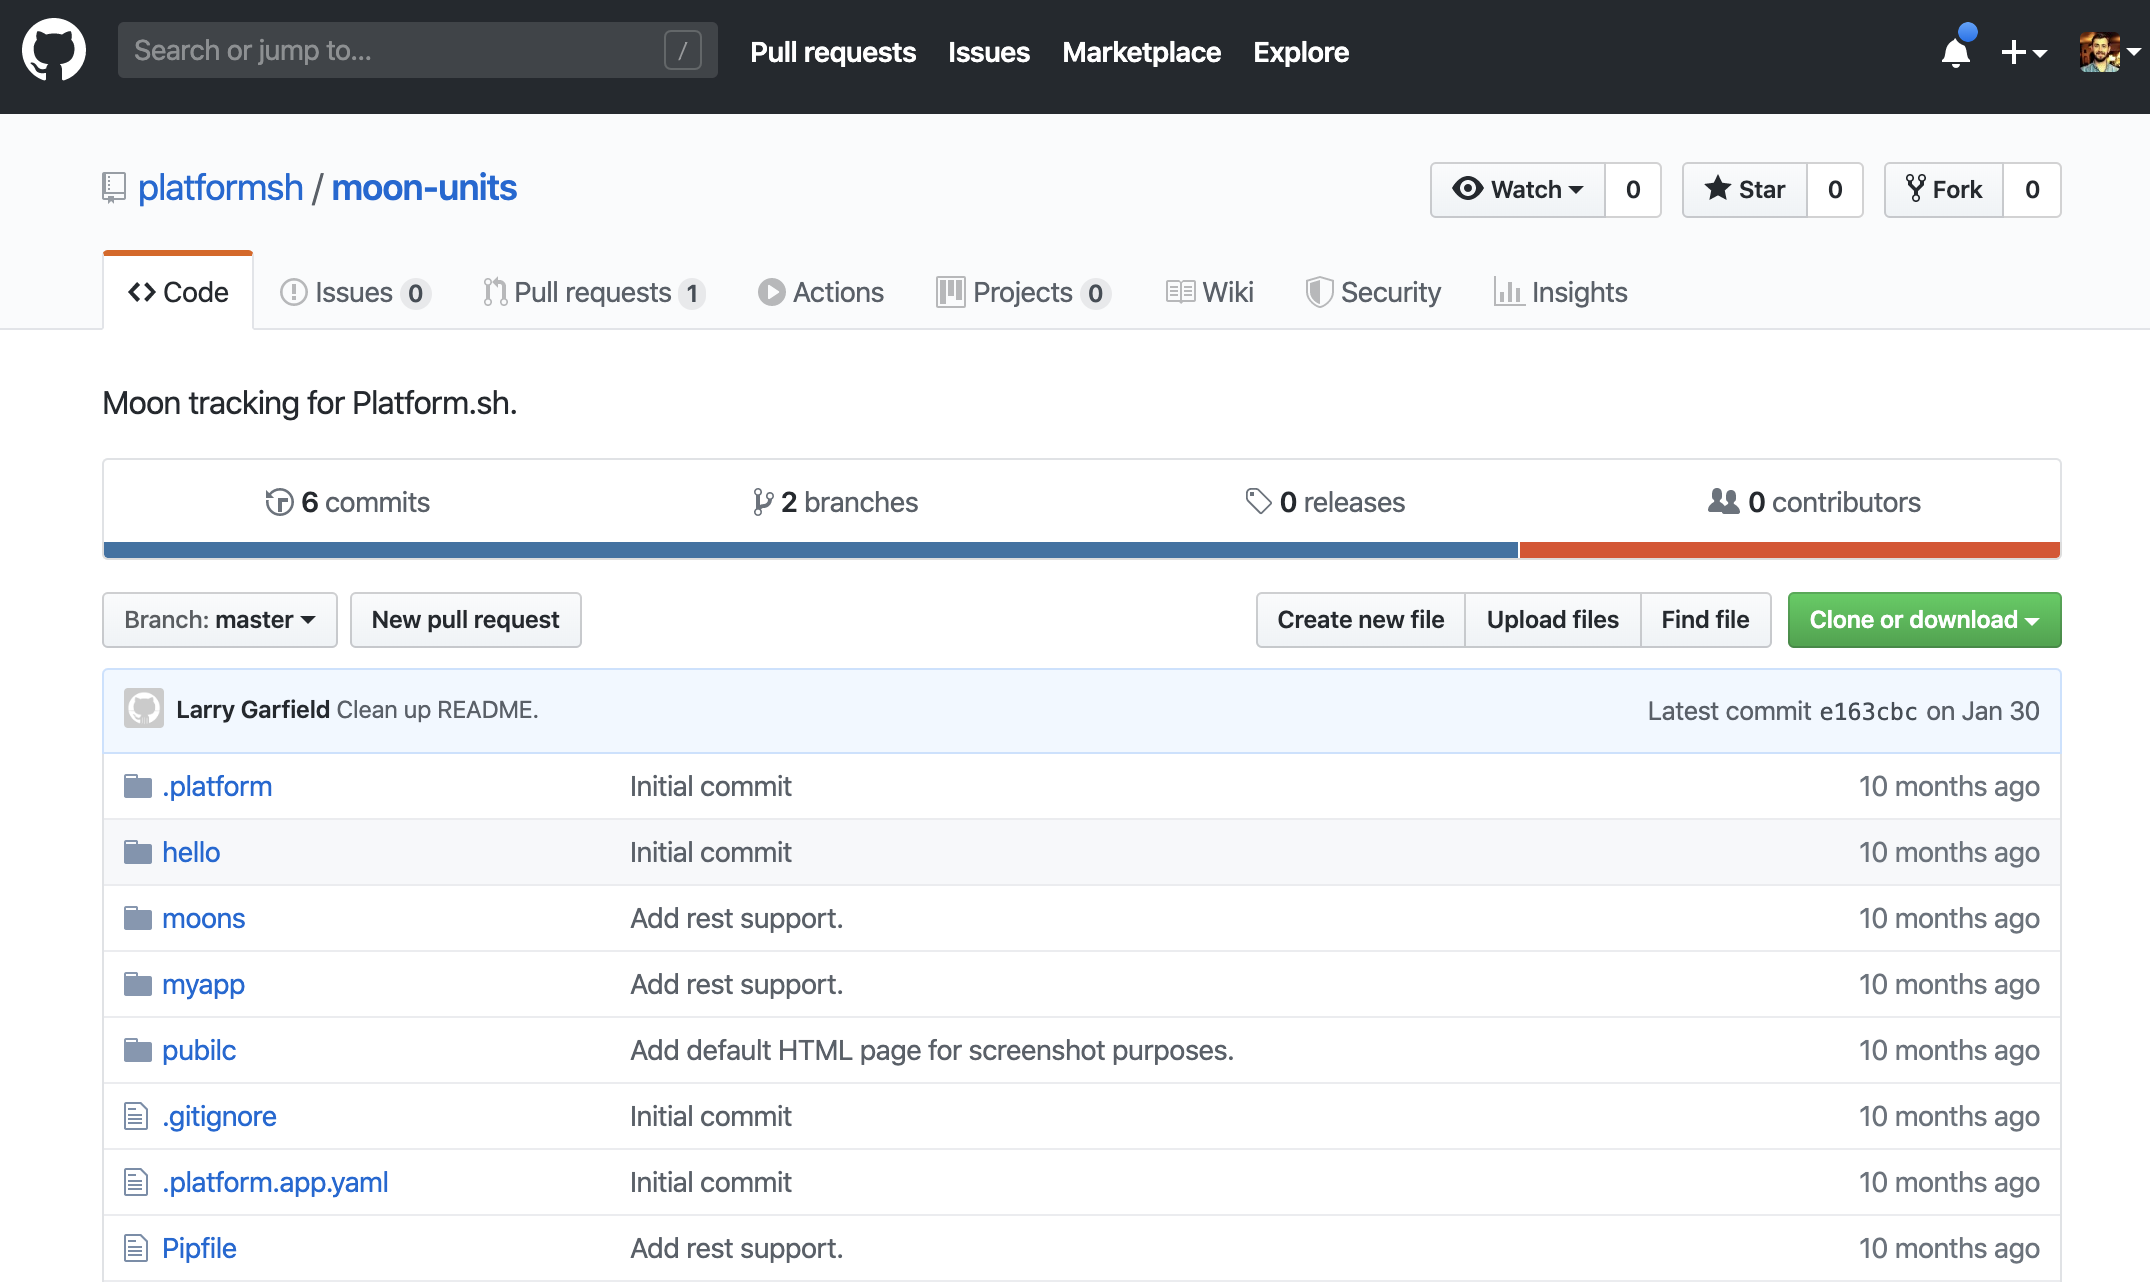 Search or jump to... / Pull requests Issues Marketplace Explore
platformsh / moon-units Watch 0 Star 0 Fork 0
Code Issues 0 Pull requests 1 Actions Projects 0 Wiki Security Insights
Moon tracking for Platform.sh.
6 commits 2 branches 0 releases 0 contributors
Branch: master New pull request Create new file Upload files Find file Clone or download
Larry Garfield Clean up README. Latest commit e163cbc on Jan 30
.platform Initial commit 10 months ago
hello Initial commit 10 months ago
moons Add rest support. 10 months ago
myapp Add rest support. 10 months ago
pubilc Add default HTML page for screenshot purposes. 10 months ago
.gitignore Initial commit 10 months ago
.platform.app.yaml Initial commit 10 months ago
Pipfile Add rest support. 10 months ago